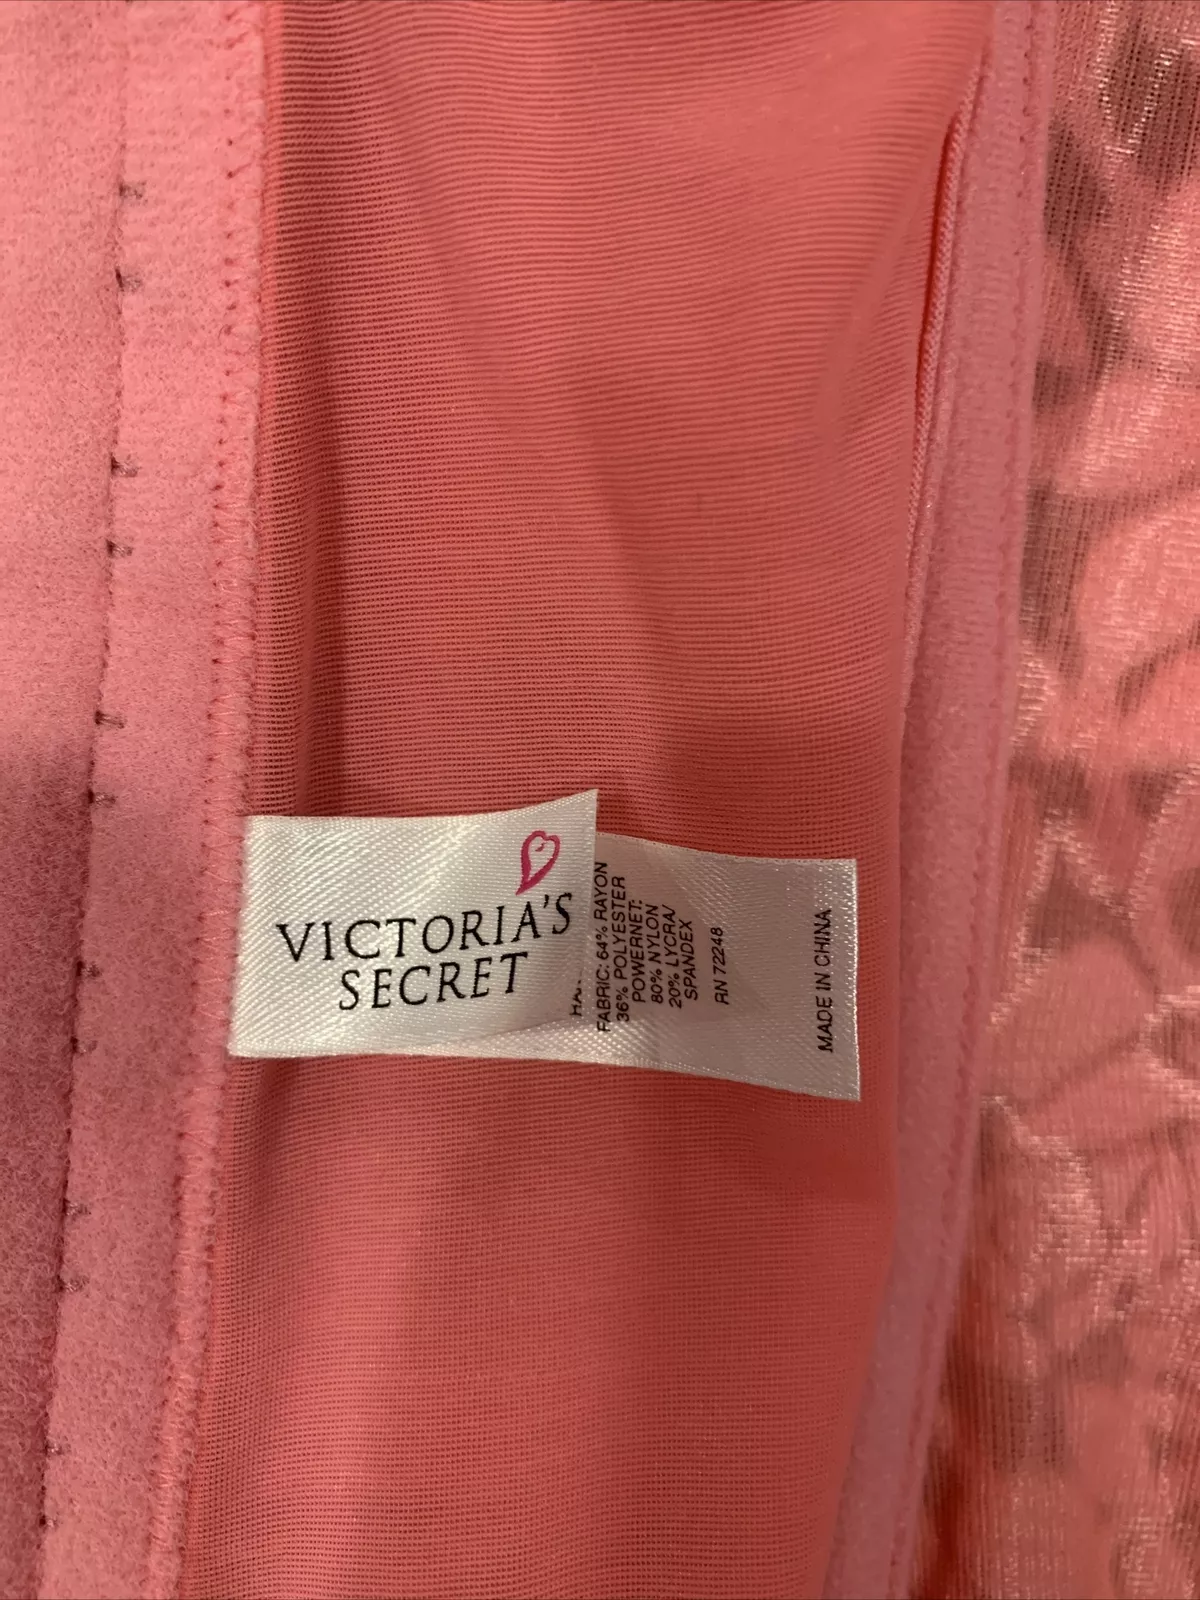 VICTORIA'S
SECRET
FABRIC: 64% RAYON
36% POLYESTER
POWERNET:
80% NYLON
20% LYCRA/
SPANDEX
RN 72248
MADE IN CHINA